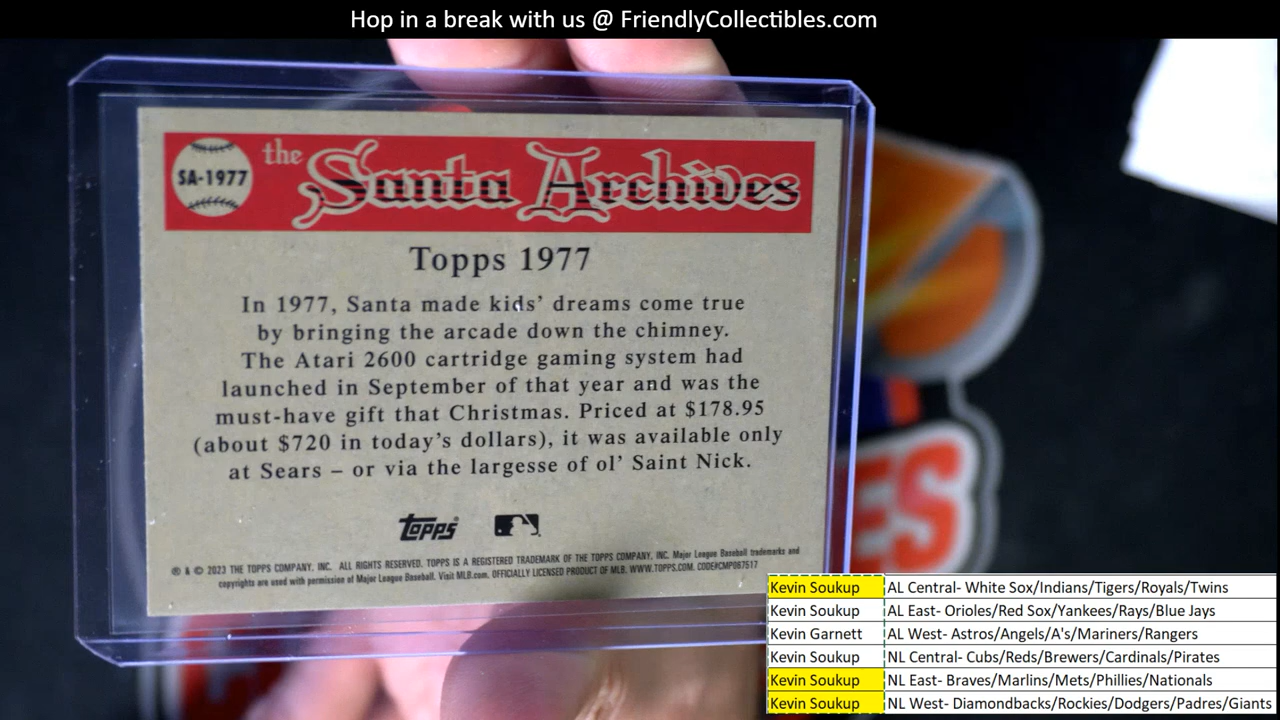 Hop in a break with us @ FriendlyCollectibles.com
SA-1977
the Santa Archives
Topps 1977
In 1977, Santa made kids' dreams come true
by bringing the arcade down the chimney.
The Atari 2600 cartridge gaming system had
launched in September of that year and was the
must-have gift that Christmas. Priced at $178.95
(about $720 in today's dollars), it was available only
at Sears – or via the largesse of ol' Saint Nick.
topps
® & © 2023 THE TOPPS COMPANY, INC. ALL RIGHTS RESERVED. TOPPS IS A REGISTERED TRADEMARK OF THE TOPPS COMPANY, INC. Major League Baseball trademarks and
copyrights are used with permission of Major League Baseball. Visit MLB.com. OFFICIALLY LICENSED PRODUCT OF MLB. WWW.TOPPS.COM. CODE#CMP087517
ES
Kevin Soukup AL Central- White Sox/Indians/Tigers/Royals/Twins
Kevin Soukup AL East- Orioles/Red Sox/Yankees/Rays/Blue Jays
Kevin Garnett AL West- Astros/Angels/A's/Mariners/Rangers
Kevin Soukup NL Central- Cubs/Reds/Brewers/Cardinals/Pirates
Kevin Soukup NL East- Braves/Marlins/Mets/Phillies/Nationals
Kevin Soukup NL West- Diamondbacks/Rockies/Dodgers/Padres/Giants